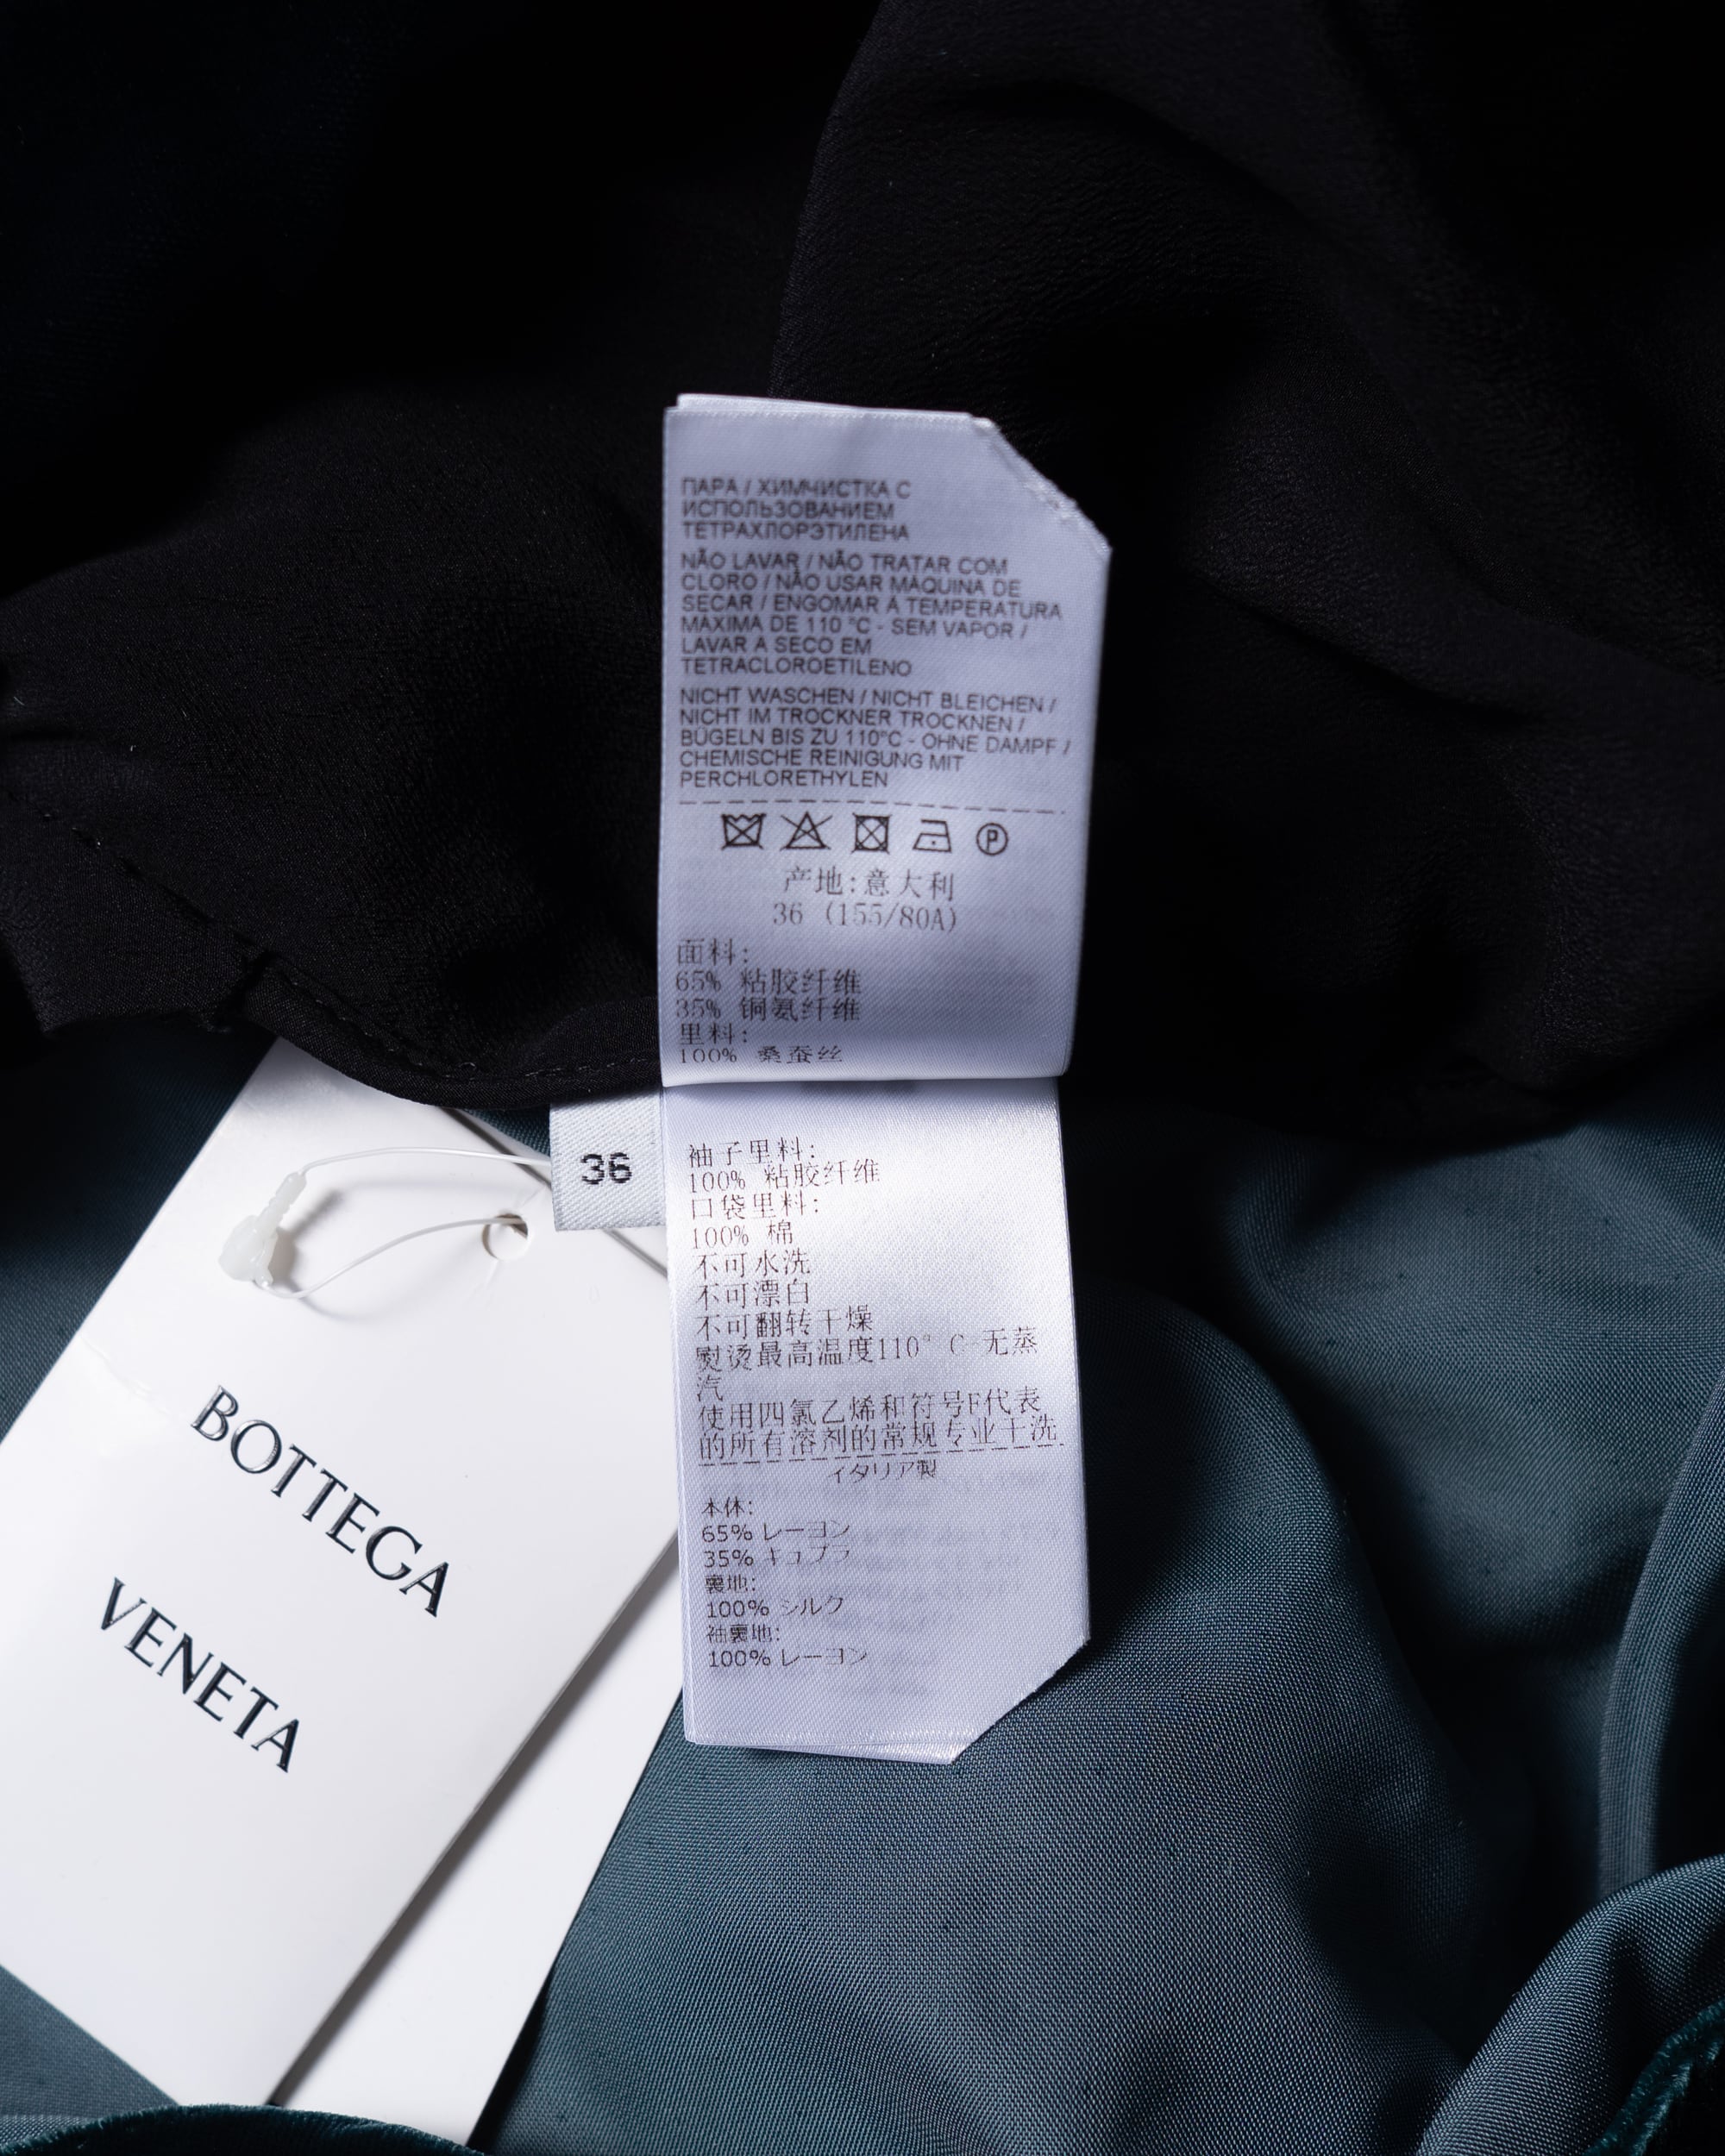 ПАРА / ХИМЧИСТКА С
ИСПОЛЬЗОВАНИЕМ
ТЕТРАХЛОРЭТИЛЕНА
NÃO LAVAR / NÃO TRATAR COM
CLORO / NÃO USAR MAQUINA DE
SECAR / ENGOMAR Á TEMPERATURA
MAXIMA DE 110 °C - SEM VAPOR /
LAVAR A SECO EM
TETRACLOROETILENO
NICHT WASCHEN / NICHT BLEICHEN /
NICHT IM TROCKNER TROCKNEN /
BÜGELN BIS ZU 110°C - OHNE DAMPF /
CHEMISCHE REINIGUNG MIT
PERCHLORETHYLEN
P
产地:意大利
36 (155/80A)
面料:
65% 粘胶纤维
35% 铜氨纤维
里料:
100% 桑蚕丝
36
袖子里料:
100% 粘胶纤维
口袋里料:
100% 棉
不可水洗
不可漂白
不可翻转干燥
熨烫最高温度110° C-无蒸
汽
使用四氯乙烯和符号F代表
的所有溶剂的常规专业干洗
イタリア製
本体:
65% レーヨン
35% キュプラ
裏地:
100% シルク
袖裏地:
100% レーヨン
BOTTEGA
VENETA